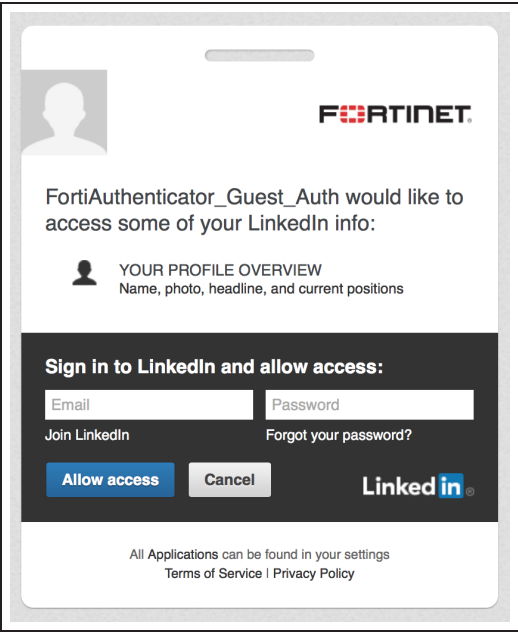 FORTINET®
FortiAuthenticator_Guest_Auth would like to
access some of your LinkedIn info:
YOUR PROFILE OVERVIEW
Name, photo, headline, and current positions
Sign in to LinkedIn and allow access:
Email Password
Join LinkedIn Forgot your password?
Allow access Cancel Linked in®
All Applications can be found in your settings
Terms of Service | Privacy Policy